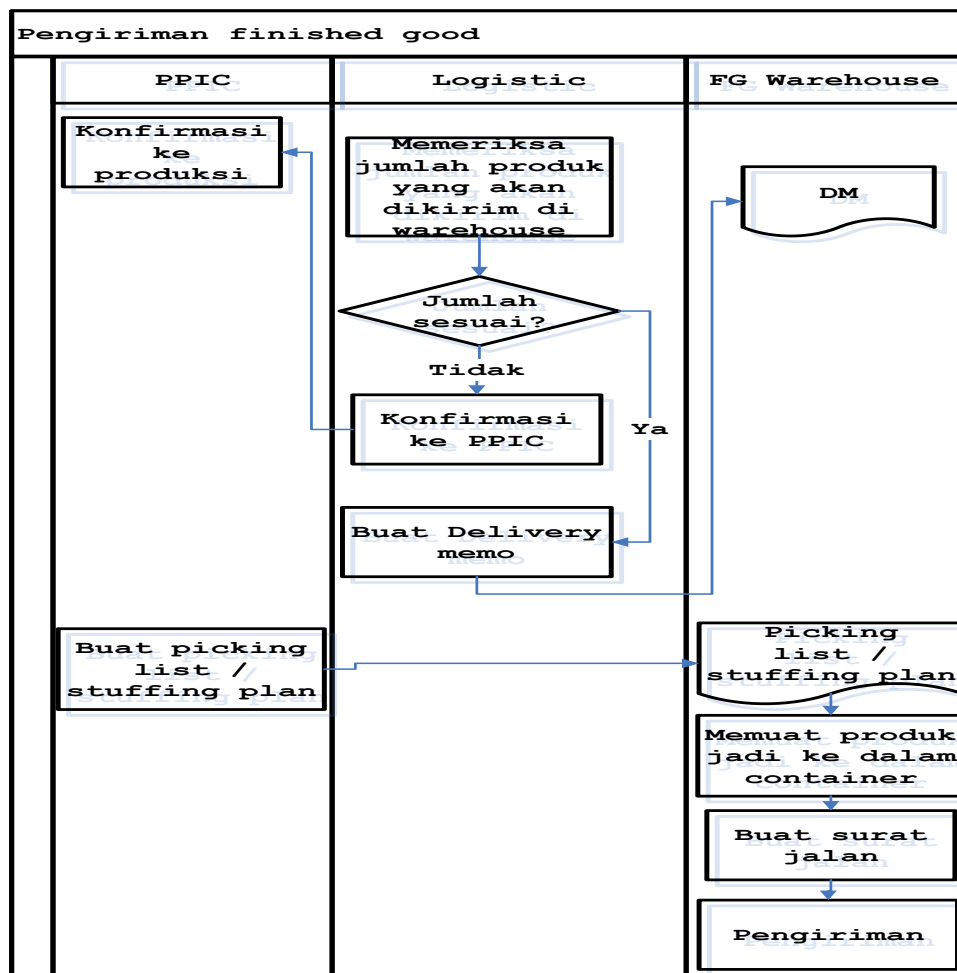 Pengiriman finished good
PPIC
Logistic
FG Warehouse
Konfirmasi
ke
produksi
Memeriksa
jumlah produk
yang akan
dikirim di
warehouse
DM
Jumlah
sesuai?
Tidak
Konfirmasi
ke PPIC
Ya
Buat Delivery
memo
Buat picking
list /
stuffing plan
Picking
list /
stuffing plan
Memuat produk
jadi ke dalam
container
Buat surat
jalan
Pengiriman